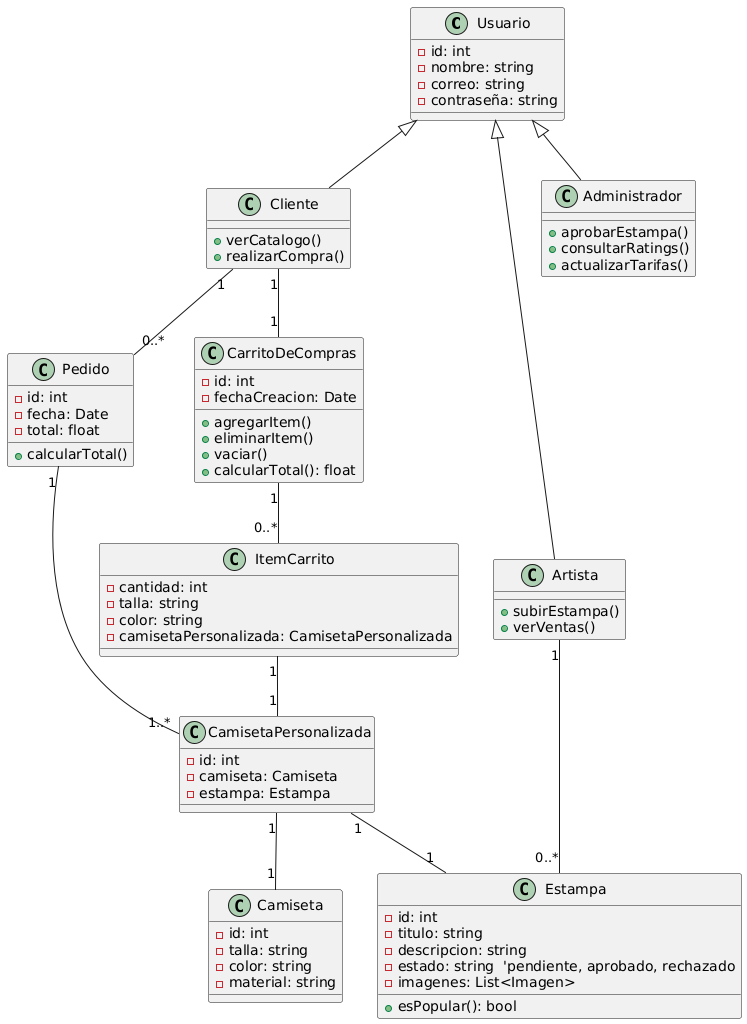 C Usuario
id: int
nombre: string
correo: string
contraseña: string
C Cliente
verCatalogo()
realizarCompra()
C Administrador
aprobarEstampa()
consultarRatings()
actualizarTarifas()
1
1
1
0..*
C Pedido
id: int
fecha: Date
total: float
calcularTotal()
C CarritoDeCompras
id: int
fechaCreacion: Date
agregarItem()
eliminarItem()
vaciar()
calcularTotal(): float
1
1
0..*
C ItemCarrito
cantidad: int
talla: string
color: string
camisetaPersonalizada: CamisetaPersonalizada
C Artista
subirEstampa()
verVentas()
1
1
1
1..*
C CamisetaPersonalizada
id: int
camiseta: Camiseta
estampa: Estampa
1
1
1
1
0..*
C Camiseta
id: int
talla: string
color: string
material: string
C Estampa
id: int
titulo: string
descripcion: string
estado: string 'pendiente, aprobado, rechazado
imagenes: List<Imagen>
esPopular(): bool